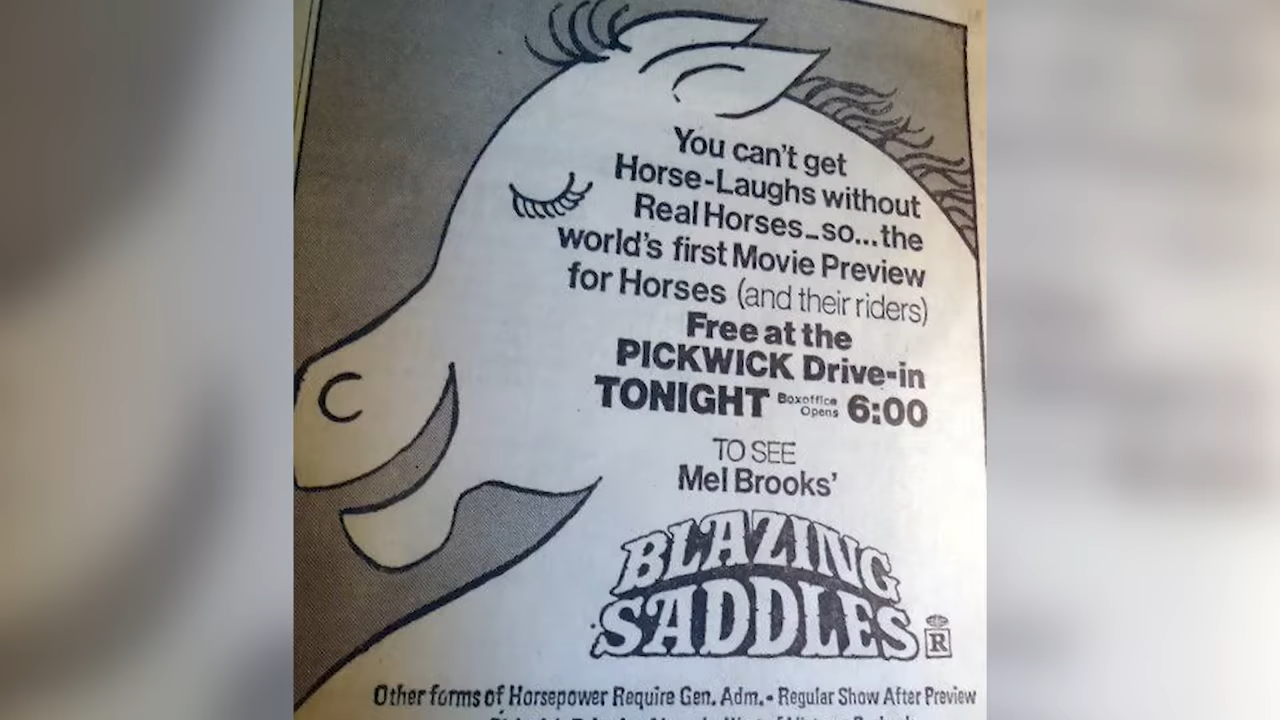 You can't get
Horse-Laughs without
Real Horses—so...the
world's first Movie Preview
for Horses (and their riders)
Free at the
PICKWICK Drive-in
TONIGHT Boxoffice Opens 6:00
TO SEE
Mel Brooks'
BLAZING
SADDLES R
Other forms of Horsepower Require Gen. Adm. - Regular Show After Preview